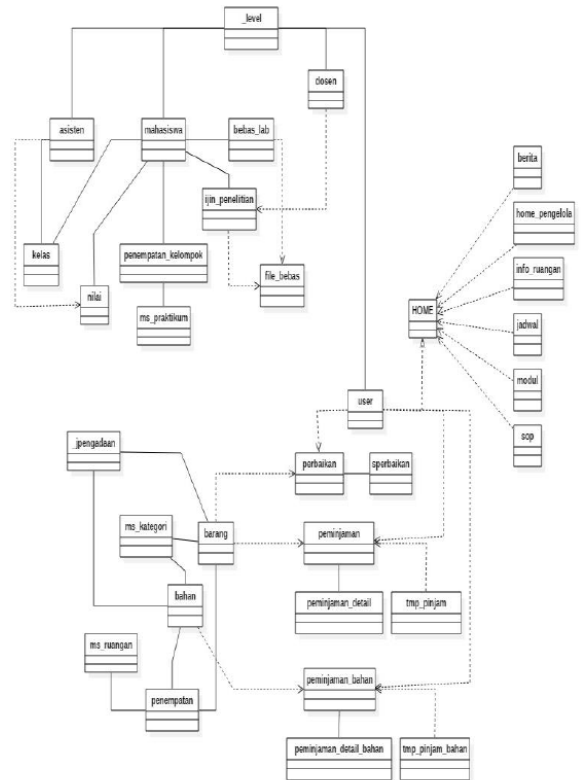 _level
dosen
asisten
mahasiswa
bebas_lab
berita
ijin_penelitian
home_pengelola
kelas
penempatan_kelompok
info_ruangan
file_bebas
nilai
HOME
ms_praktikum
jadwal
modul
user
sop
_jpengadaan
perbaikan
sperbaikan
ms_kategori
barang
peminjaman
bahan
peminjaman_detail
tmp_pinjam
ms_ruangan
penempatan
peminjaman_bahan
peminjaman_detail_bahan
tmp_pinjam_bahan